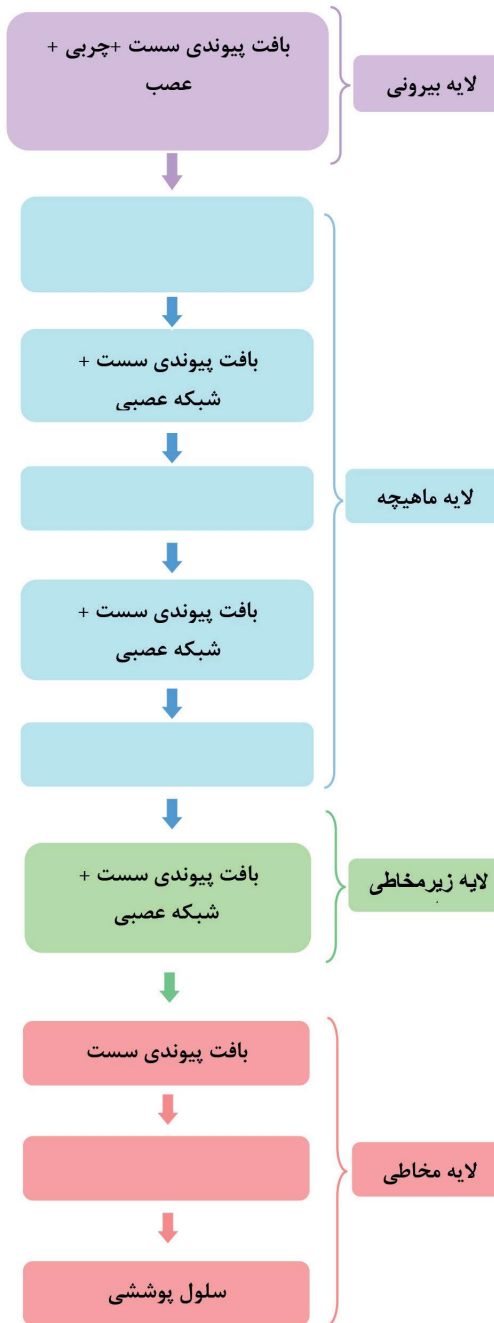 بافت پیوندی سست +چربی +
عصب
لایه بیرونی
بافت پیوندی سست +
شبکه عصبی
لایه ماهیچه
بافت پیوندی سست +
شبکه عصبی
بافت پیوندی سست +
شبکه عصبی
لایه زیرمخاطی
بافت پیوندی سست
لایه مخاطی
سلول پوششی